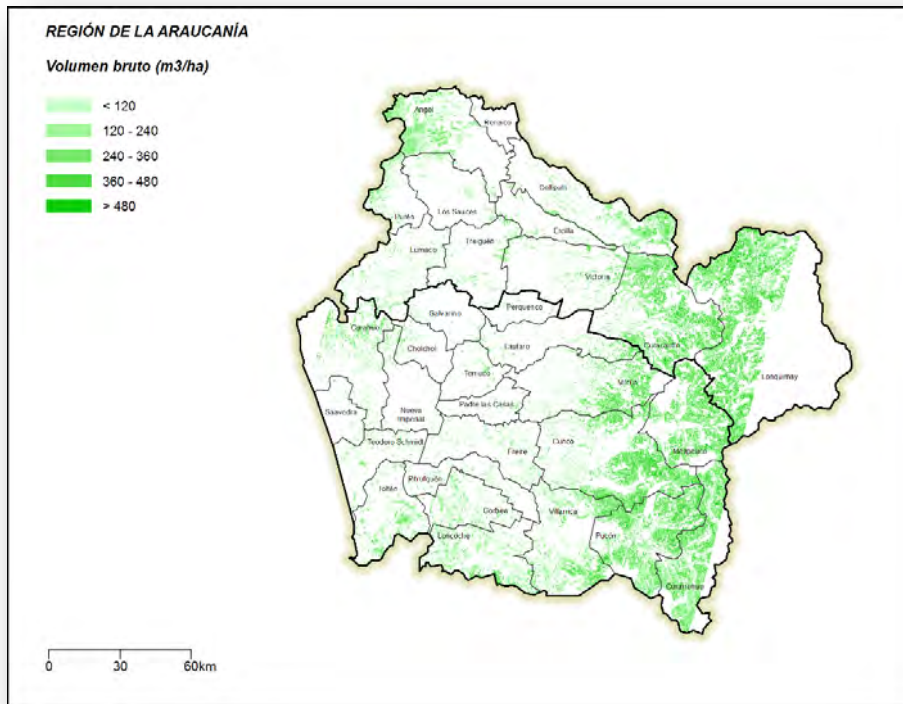 REGIÓN DE LA ARAUCANÍA
Volumen bruto (m3/ha)
< 120
120 - 240
240 - 360
360 - 480
> 480
Angol
Renaico
Collipulli
Purén
Los Sauces
Ercilla
Traiguén
Lumaco
Victoria
Galvarino
Perquenco
Carahue
Curacautín
Cholchol
Lautaro
Lonquimay
Temuco
Vilcún
Padre las Casas
Saavedra
Nueva
Imperial
Teodoro Schmidt
Cunco
Melipeuco
Freire
Pitrufquén
Toltén
Gorbea
Villarrica
Loncoche
Pucón
Curarrehue
0 30 60km